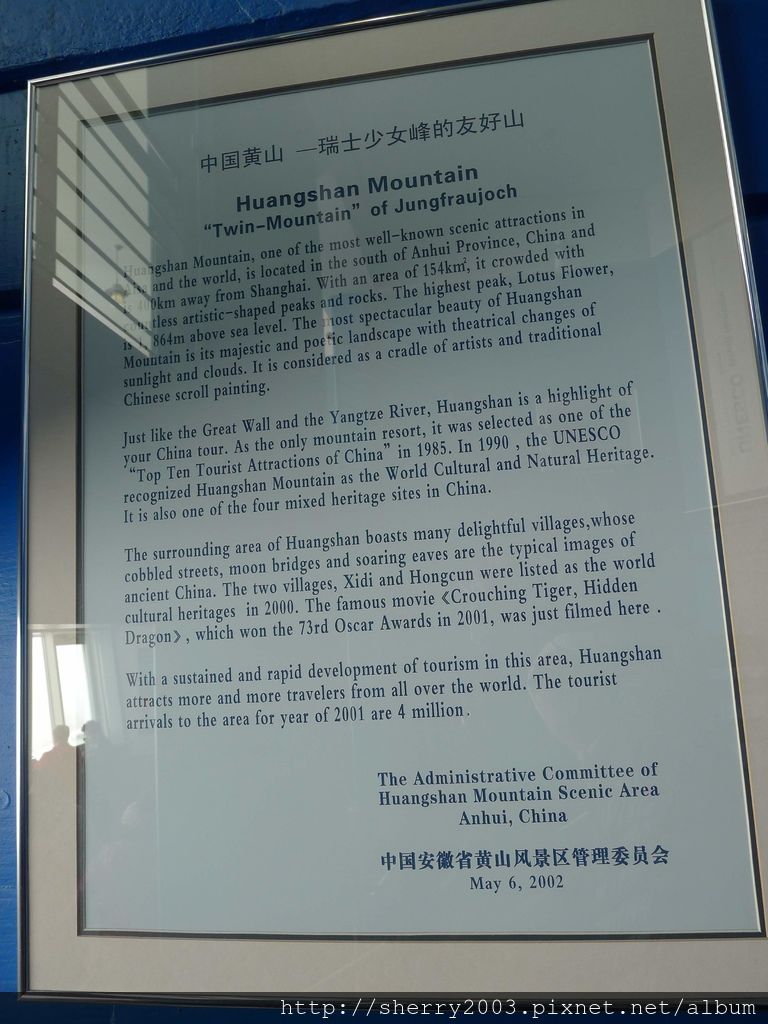 中国黄山 —瑞士少女峰的友好山
Huangshan Mountain
“Twin-Mountain” of Jungfraujoch
Huangshan Mountain, one of the most well-known scenic attractions in
Asia and the world, is located in the south of Anhui Province, China and
is 400km away from Shanghai. With an area of 154km², it crowded with
countless artistic-shaped peaks and rocks. The highest peak, Lotus Flower,
is 864m above sea level. The most spectacular beauty of Huangshan
Mountain is its majestic and poetic landscape with theatrical changes of
sunlight and clouds. It is considered as a cradle of artists and traditional
Chinese scroll painting.
Just like the Great Wall and the Yangtze River, Huangshan is a highlight of
your China tour. As the only mountain resort, it was selected as one of the
“Top Ten Tourist Attractions of China” in 1985. In 1990 , the UNESCO
recognized Huangshan Mountain as the World Cultural and Natural Heritage.
It is also one of the four mixed heritage sites in China.
The surrounding area of Huangshan boasts many delightful villages,whose
cobbled streets, moon bridges and soaring eaves are the typical images of
ancient China. The two villages, Xidi and Hongcun were listed as the world
cultural heritages in 2000. The famous movie《Crouching Tiger, Hidden
Dragon》, which won the 73rd Oscar Awards in 2001, was just filmed here .
With a sustained and rapid development of tourism in this area, Huangshan
attracts more and more travelers from all over the world. The tourist
arrivals to the area for year of 2001 are 4 million.
The Administrative Committee of
Huangshan Mountain Scenic Area
Anhui, China
中国安徽省黄山风景区管理委员会
May 6, 2002
http://sherry2003.pixnet.net/album